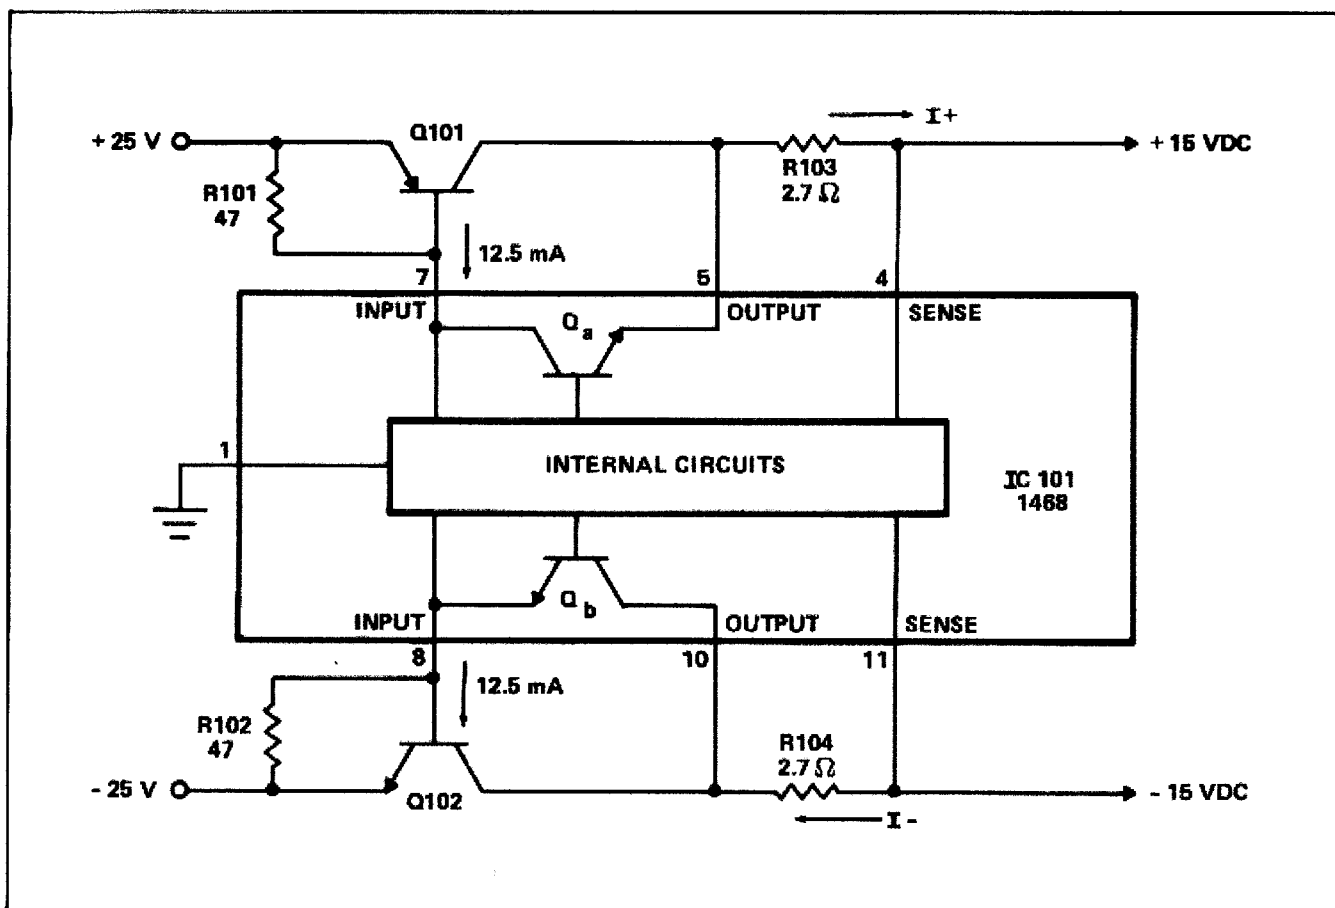 Q101
I+
+ 25 V
+ 15 VDC
R101
47
R103
2.7 Ω
12.5 mA
7
5
4
INPUT
Qa
OUTPUT
SENSE
1
INTERNAL CIRCUITS
IC 101
1468
INPUT
Qb
OUTPUT
SENSE
8
10
11
12.5 mA
R102
47
R104
2.7 Ω
- 25 V
Q102
- 15 VDC
I-